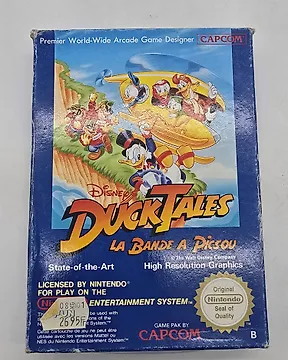 Premier World-Wide Arcade Game Designer
CAPCOM
Disney's
DUCKTALES
LA BANDE A PICSOU
© The Walt Disney Company
State-of-the-Art
High Resolution Graphics
LICENSED BY NINTENDO
FOR PLAY ON THE
ENTERTAINMENT SYSTEM™
Original
Nintendo
Seal of
Quality
GAME PAK BY
CAPCOM
B